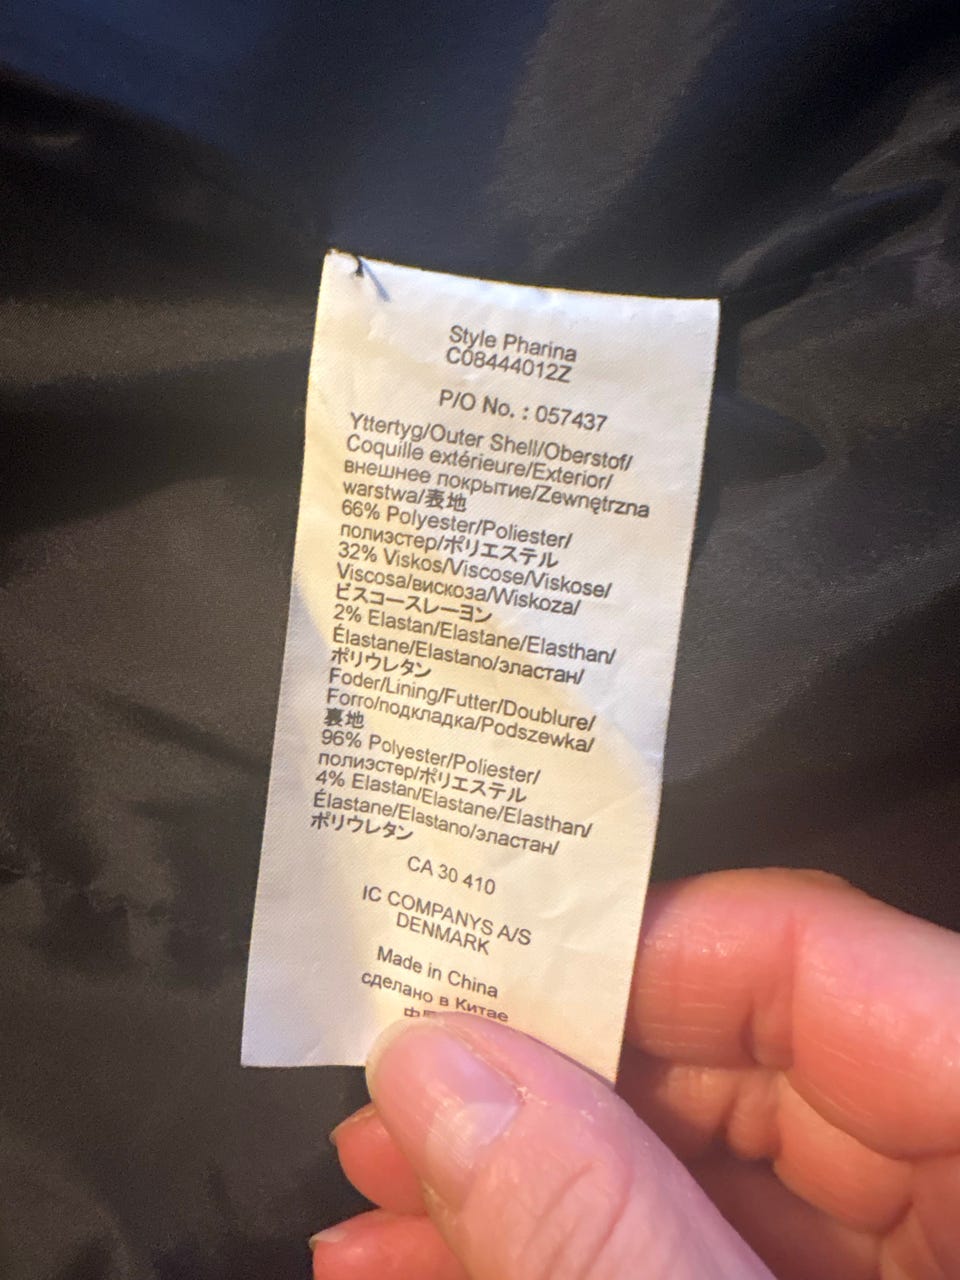 Style Pharina
C08444012Z
P/O No. : 057437
Yttertyg/Outer Shell/Oberstof/
Coquille extérieure/Exterior/
внешнее покрытие/Zewnętrzna
warstwa/表地
66% Polyester/Poliester/
полиэстер/ポリエステル
32% Viskos/Viscose/Viskose/
Viscosa/вискоза/Wiskoza/
ビスコースレーヨン
2% Elastan/Elastane/Elasthan/
Élastane/Elastano/эластан/
ポリウレタン
Foder/Lining/Futter/Doublure/
Forro/подкладка/Podszewka/
裏地
96% Polyester/Poliester/
полиэстер/ポリエステル
4% Elastan/Elastane/Elasthan/
Élastane/Elastano/эластан/
ポリウレタン
CA 30 410
IC COMPANYS A/S
DENMARK
Made in China
сделано в Китае